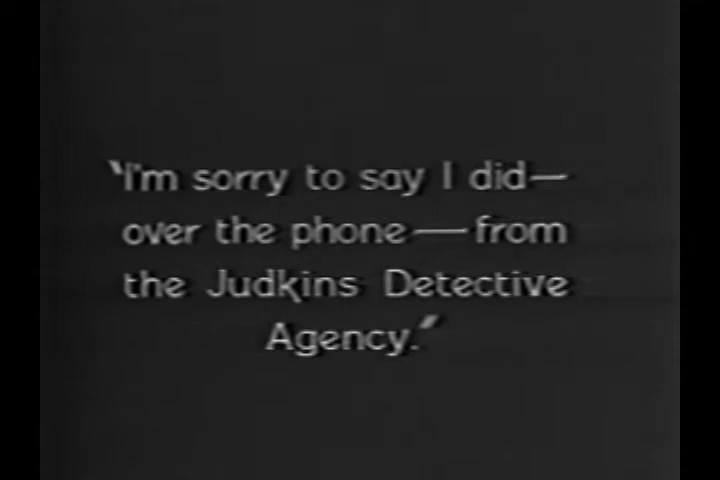 "I'm sorry to say I did—
over the phone—from
the Judkins Detective
Agency."